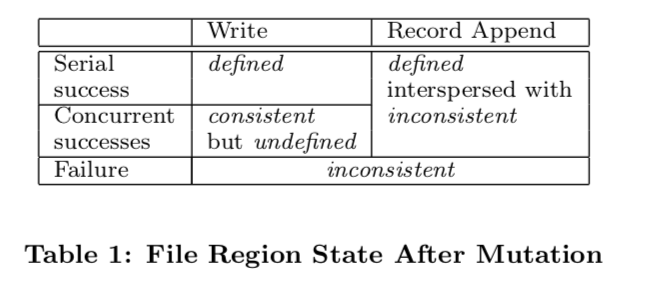 Write Record Append
Serial defined defined
success interspersed with
Concurrent consistent inconsistent
successes but undefined
Failure inconsistent
Table 1: File Region State After Mutation